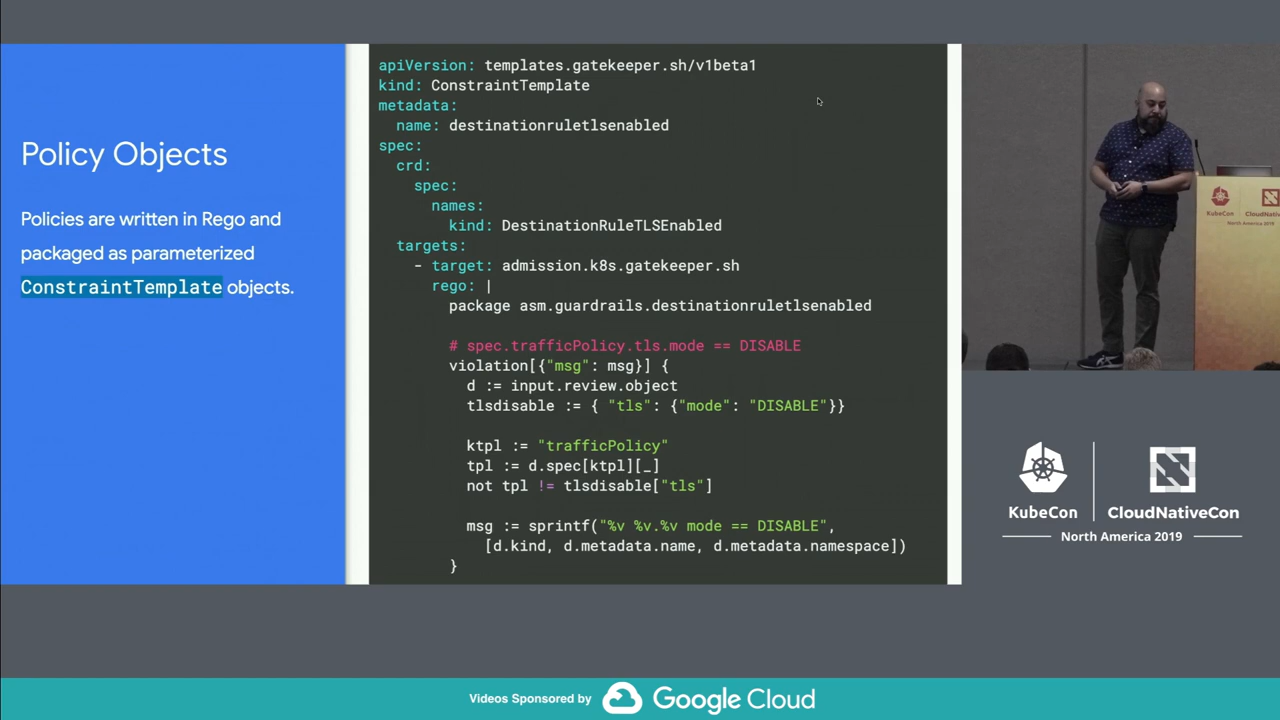 Policy Objects
Policies are written in Rego and
packaged as parameterized
ConstraintTemplate objects.
apiVersion: templates.gatekeeper.sh/v1beta1
kind: ConstraintTemplate
metadata:
  name: destinationruletlsenabled
spec:
  crd:
    spec:
      names:
        kind: DestinationRuleTLSEnabled
  targets:
    - target: admission.k8s.gatekeeper.sh
      rego: |
        package asm.guardrails.destinationruletlsenabled
        # spec.trafficPolicy.tls.mode == DISABLE
        violation[{"msg": msg}] {
          d := input.review.object
          tlsdisable := { "tls": {"mode": "DISABLE"}}
          ktpl := "trafficPolicy"
          tpl := d.spec[ktpl][_]
          not tpl != tlsdisable["tls"]
          msg := sprintf("%v %v.%v mode == DISABLE",
            [d.kind, d.metadata.name, d.metadata.namespace])
        }
KubeCon
North America 2019
KubeCon
CloudNativeCon
North America 2019
Videos Sponsored by Google Cloud